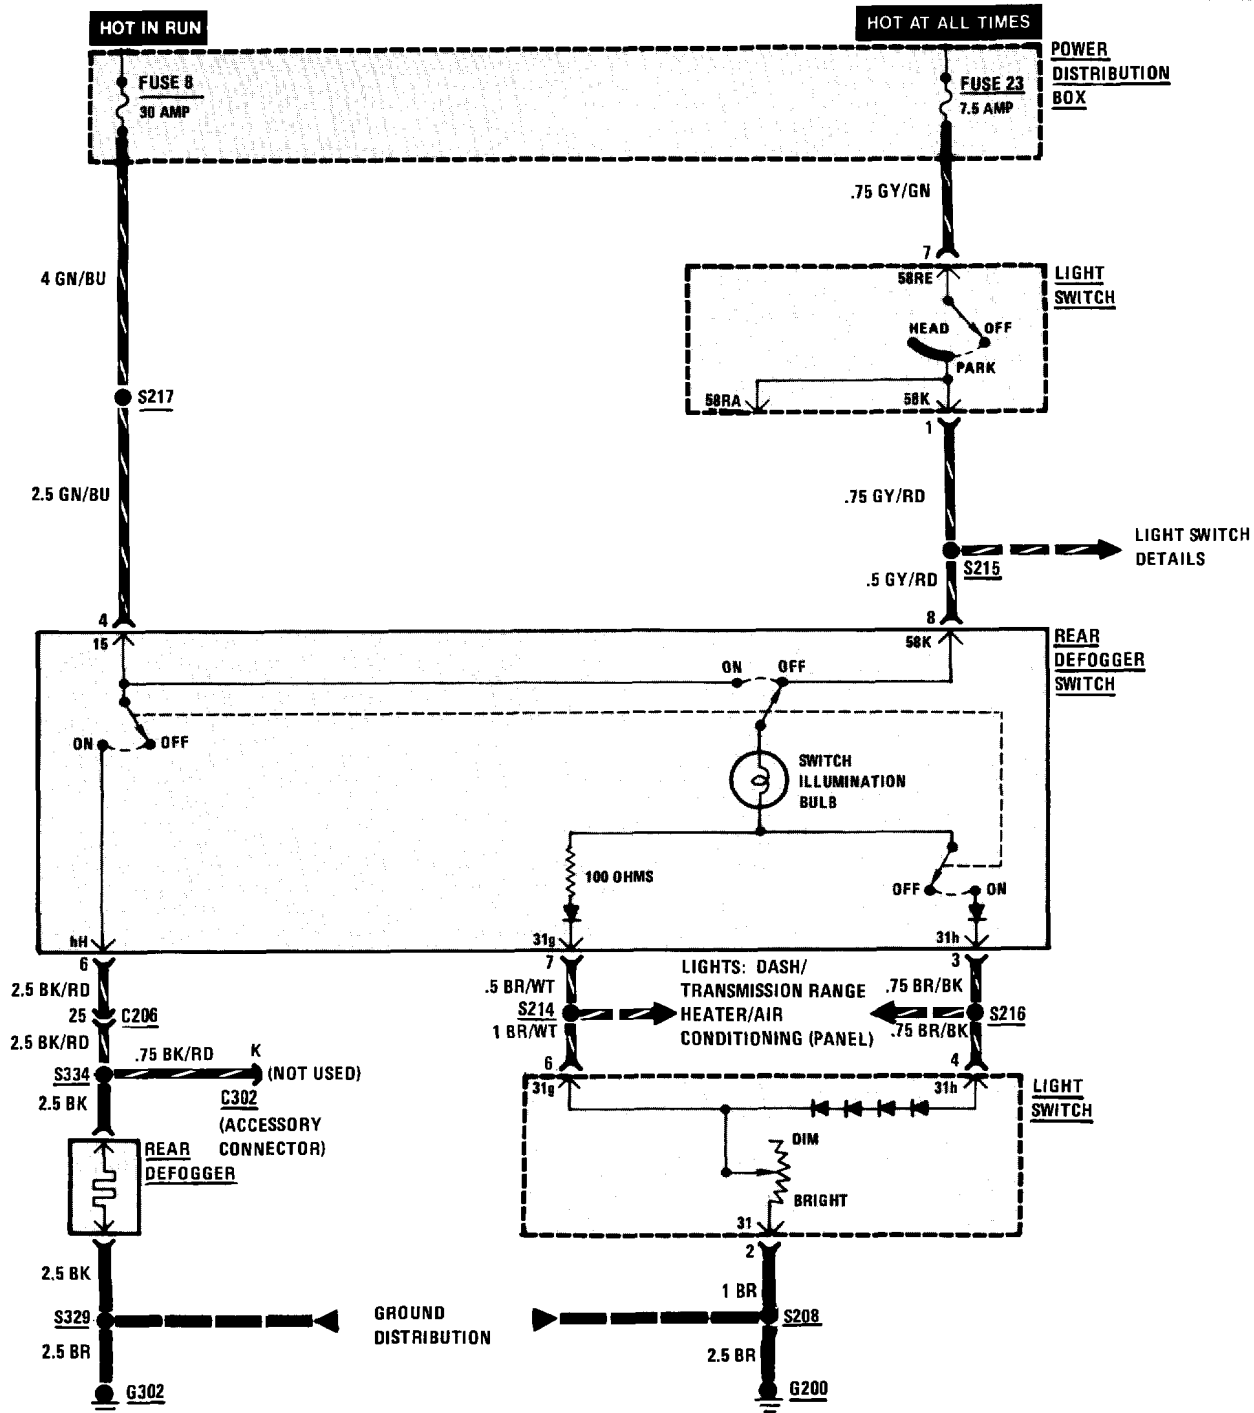 HOT IN RUN
HOT AT ALL TIMES
POWER
DISTRIBUTION
BOX
FUSE 8
30 AMP
FUSE 23
7.5 AMP
.75 GY/GN
7
4 GN/BU
58RE
LIGHT
SWITCH
HEAD
OFF
PARK
S217
58RA
58K
1
2.5 GN/BU
.75 GY/RD
LIGHT SWITCH
DETAILS
S215
.5 GY/RD
4
8
15
58K
REAR
DEFOGGER
SWITCH
ON
OFF
ON
OFF
SWITCH
ILLUMINATION
BULB
100 OHMS
OFF
ON
hH
31g
31h
6
7
3
2.5 BK/RD
.5 BR/WT
LIGHTS: DASH/
TRANSMISSION RANGE
HEATER/AIR
CONDITIONING (PANEL)
.75 BR/BK
25
C206
S214
S216
2.5 BK/RD
1 BR/WT
.75 BR/BK
.75 BK/RD
K
6
4
S334
(NOT USED)
31g
31h
LIGHT
SWITCH
2.5 BK
C302
(ACCESSORY
CONNECTOR)
REAR
DEFOGGER
DIM
BRIGHT
31
2
2.5 BK
1 BR
S329
GROUND
DISTRIBUTION
S208
2.5 BR
2.5 BR
G302
G200